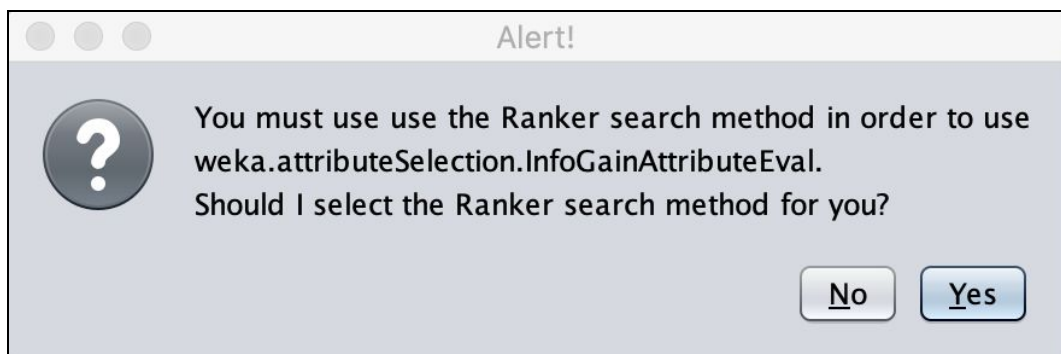 Alert!
You must use use the Ranker search method in order to use
weka.attributeSelection.InfoGainAttributeEval.
Should I select the Ranker search method for you?
No Yes